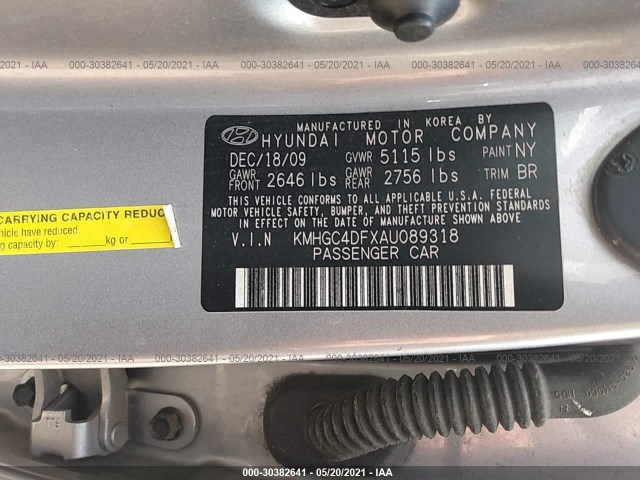 000-30382641 - 05/20/2021 - IAA
MANUFACTURED IN KOREA BY
HYUNDAI MOTOR COMPANY
DEC/18/09 GVWR 5115 lbs PAINT NY
GAWR FRONT 2646 lbs GAWR REAR 2756 lbs TRIM BR
THIS VEHICLE CONFORMS TO ALL APPLICABLE U.S.A. FEDERAL
MOTOR VEHICLE SAFETY, BUMPER, AND THEFT PREVENTION STANDARDS
IN EFFECT ON THE DATE OF MANUFACTURE SHOWN ABOVE.
V.I.N KMHGC4DFXAU089318
PASSENGER CAR
CARRYING CAPACITY REDUC
hicle have reduced
ng capacity by: kg or
000-30382641 - 05/20/2021 - IAA
TTE
000-30382641 - 05/20/2021 - IAA